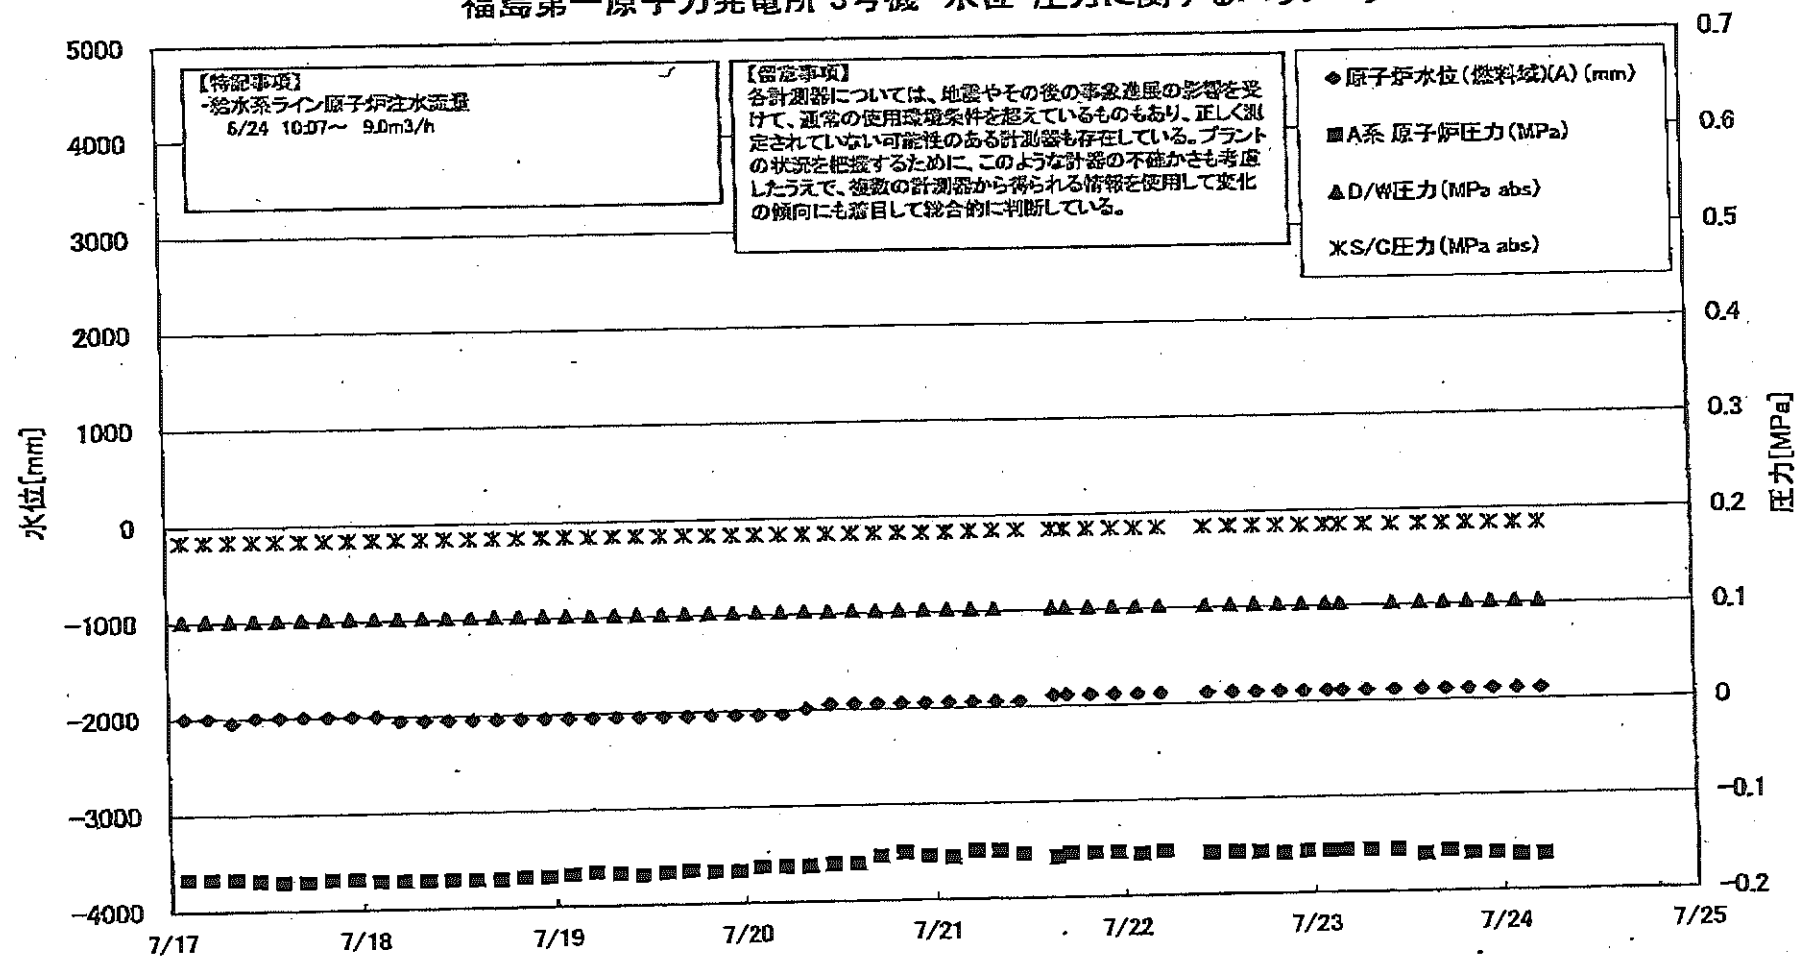 福島第一原子力発電所 3号機 水位・圧力に関する
5000
4000
3000
2000
1000
0
-1000
-2000
-3000
-4000
水位[mm]
【特記事項】
・給水系ライン原子炉注水流量
6/24 10:07～ 9.0m3/h
【留意事項】
各計測器については、地震やその後の事象進展の影響を受
けて、通常の使用環境条件を超えているものもあり、正しく測
定されていない可能性のある計測器も存在している。プラント
の状況を把握するために、このような計器の不確かさも考慮
したうえで、複数の計測器から得られる情報を使用して変化
の傾向にも着目して総合的に判断している。
原子炉水位(燃料域)(A) (mm)
A系 原子炉圧力(MPa)
D/W圧力(MPa abs)
S/C圧力(MPa abs)
0.7
0.6
0.5
0.4
0.3
0.2
0.1
0
-0.1
-0.2
圧力[MPa]
7/17
7/18
7/19
7/20
7/21
7/22
7/23
7/24
7/25